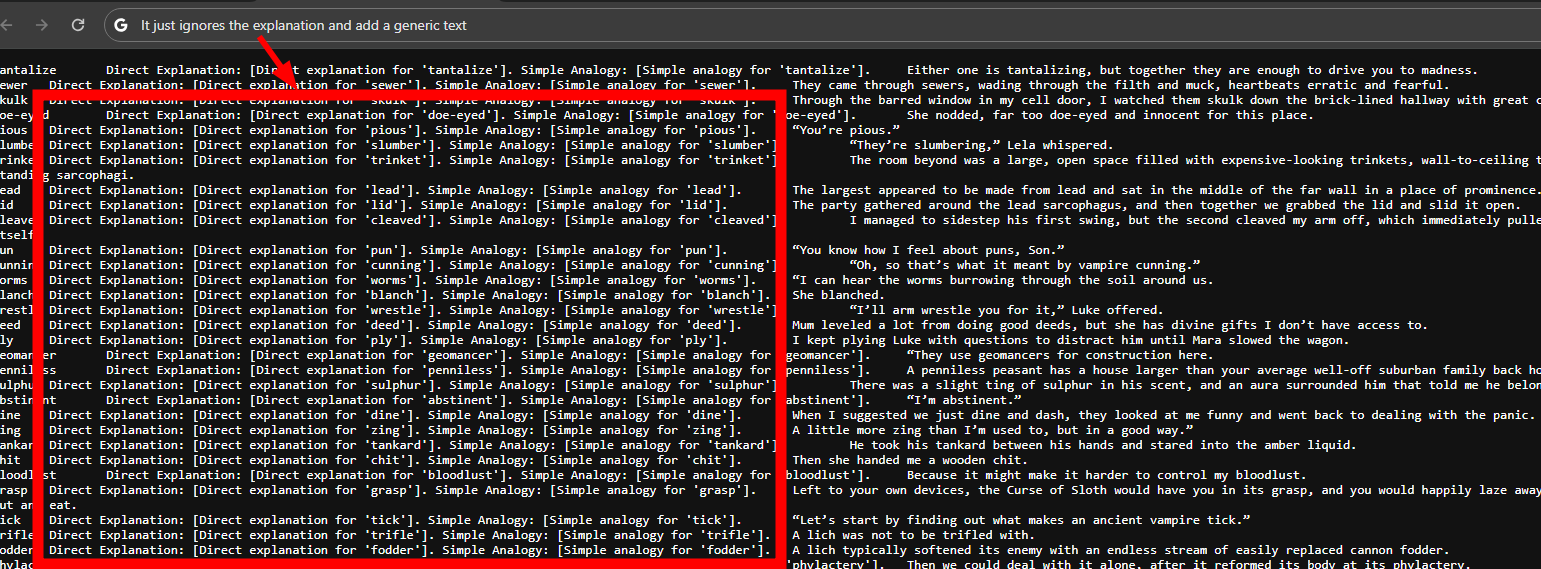 It just ignores the explanation and add a generic text
antalize Direct Explanation: [Direct explanation for 'tantalize']. Simple Analogy: [Simple analogy for 'tantalize']. Either one is tantalizing, but together they are enough to drive you to madness.
ewer Direct Explanation: [Direct explanation for 'sewer']. Simple Analogy: [Simple analogy for 'sewer']. They came through sewers, wading through the filth and muck, heartbeats erratic and fearful.
kulk Direct Explanation: [Direct explanation for 'skulk']. Simple Analogy: [Simple analogy for 'skulk']. Through the barred window in my cell door, I watched them skulk down the brick-lined hallway with great c
oe-eyed Direct Explanation: [Direct explanation for 'doe-eyed']. Simple Analogy: [Simple analogy for 'doe-eyed']. She nodded, far too doe-eyed and innocent for this place.
ious Direct Explanation: [Direct explanation for 'pious']. Simple Analogy: [Simple analogy for 'pious']. “You’re pious.”
lumbe Direct Explanation: [Direct explanation for 'slumber']. Simple Analogy: [Simple analogy for 'slumber'] “They’re slumbering,” Lela whispered.
rinke Direct Explanation: [Direct explanation for 'trinket']. Simple Analogy: [Simple analogy for 'trinket'] The room beyond was a large, open space filled with expensive-looking trinkets, wall-to-ceiling t
tanding sarcophagi.
ead Direct Explanation: [Direct explanation for 'lead']. Simple Analogy: [Simple analogy for 'lead']. The largest appeared to be made from lead and sat in the middle of the far wall in a place of prominence.
id Direct Explanation: [Direct explanation for 'lid']. Simple Analogy: [Simple analogy for 'lid']. The party gathered around the lead sarcophagus, and then together we grabbed the lid and slid it open.
leave Direct Explanation: [Direct explanation for 'cleaved']. Simple Analogy: [Simple analogy for 'cleaved'] I managed to sidestep his first swing, but the second cleaved my arm off, which immediately pulle
tself
un Direct Explanation: [Direct explanation for 'pun']. Simple Analogy: [Simple analogy for 'pun']. “You know how I feel about puns, Son.”
unnin Direct Explanation: [Direct explanation for 'cunning']. Simple Analogy: [Simple analogy for 'cunning'] “Oh, so that’s what it meant by vampire cunning.”
orms Direct Explanation: [Direct explanation for 'worms']. Simple Analogy: [Simple analogy for 'worms']. “I can hear the worms burrowing through the soil around us.
lanch Direct Explanation: [Direct explanation for 'blanch']. Simple Analogy: [Simple analogy for 'blanch']. She blanched.
restl Direct Explanation: [Direct explanation for 'wrestle']. Simple Analogy: [Simple analogy for 'wrestle'] “I’ll arm wrestle you for it,” Luke offered.
eed Direct Explanation: [Direct explanation for 'deed']. Simple Analogy: [Simple analogy for 'deed']. Mum leveled a lot from doing good deeds, but she has divine gifts I don’t have access to.
ly Direct Explanation: [Direct explanation for 'ply']. Simple Analogy: [Simple analogy for 'ply']. I kept plying Luke with questions to distract him until Mara slowed the wagon.
eomancer Direct Explanation: [Direct explanation for 'geomancer']. Simple Analogy: [Simple analogy for 'geomancer']. “They use geomancers for construction here.
enniless Direct Explanation: [Direct explanation for 'penniless']. Simple Analogy: [Simple analogy for 'penniless']. A penniless peasant has a house larger than your average well-off suburban family back ho
ulphu Direct Explanation: [Direct explanation for 'sulphur']. Simple Analogy: [Simple analogy for 'sulphur'] There was a slight ting of sulphur in his scent, and an aura surrounded him that told me he belon
bstinent Direct Explanation: [Direct explanation for 'abstinent']. Simple Analogy: [Simple analogy for 'abstinent']. “I’m abstinent.”
ine Direct Explanation: [Direct explanation for 'dine']. Simple Analogy: [Simple analogy for 'dine']. When I suggested we just dine and dash, they looked at me funny and went back to dealing with the panic.
ing Direct Explanation: [Direct explanation for 'zing']. Simple Analogy: [Simple analogy for 'zing']. A little more zing than I’m used to, but in a good way.”
ankar Direct Explanation: [Direct explanation for 'tankard']. Simple Analogy: [Simple analogy for 'tankard'] He took his tankard between his hands and stared into the amber liquid.
hit Direct Explanation: [Direct explanation for 'chit']. Simple Analogy: [Simple analogy for 'chit']. Then she handed me a wooden chit.
loodlust Direct Explanation: [Direct explanation for 'bloodlust']. Simple Analogy: [Simple analogy for 'bloodlust']. Because it might make it harder to control my bloodlust.
rasp Direct Explanation: [Direct explanation for 'grasp']. Simple Analogy: [Simple analogy for 'grasp']. Left to your own devices, the Curse of Sloth would have you in its grasp, and you would happily laze away
ut and eat.
ick Direct Explanation: [Direct explanation for 'tick']. Simple Analogy: [Simple analogy for 'tick']. “Let’s start by finding out what makes an ancient vampire tick.”
rifle Direct Explanation: [Direct explanation for 'trifle']. Simple Analogy: [Simple analogy for 'trifle']. A lich was not to be trifled with.
odder Direct Explanation: [Direct explanation for 'fodder']. Simple Analogy: [Simple analogy for 'fodder']. A lich typically softened its enemy with an endless stream of easily replaced cannon fodder.
hylac 'phylactery']. Then we could deal with it alone, after it reformed its body at its phylactery.